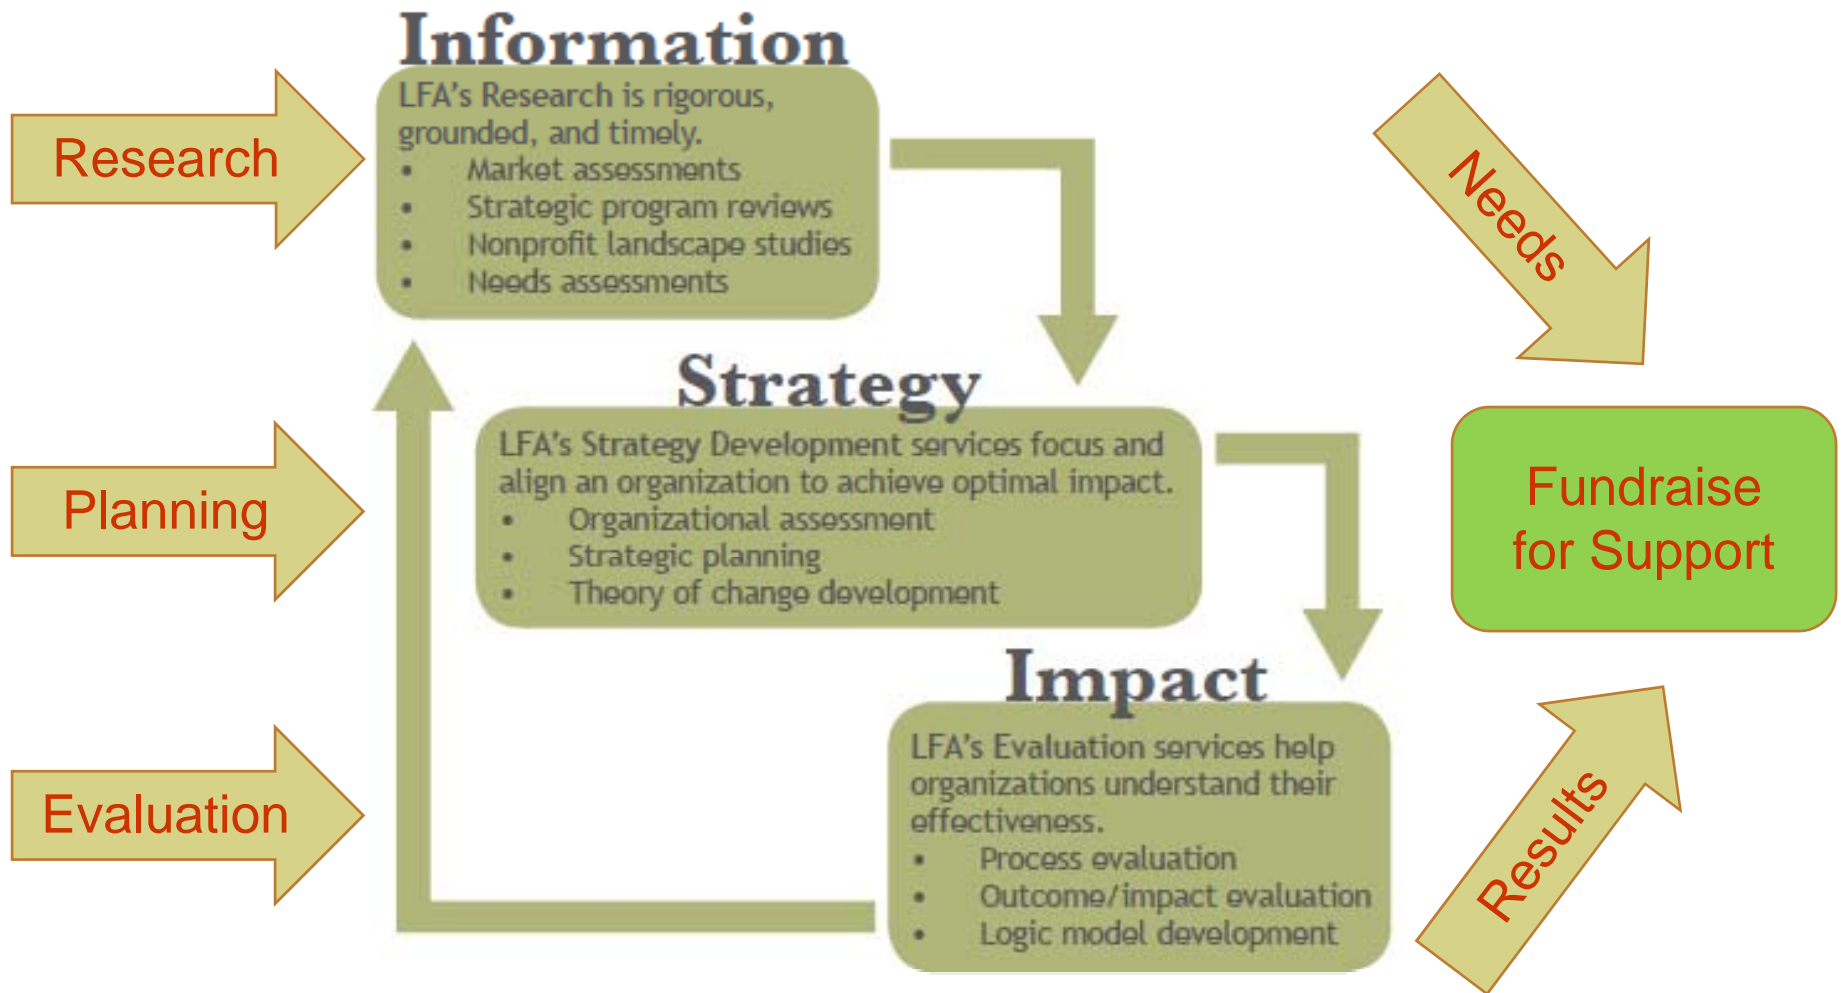 Information
Research
LFA's Research is rigorous,
grounded, and timely.
• Market assessments
• Strategic program reviews
• Nonprofit landscape studies
• Needs assessments
Needs
Strategy
Planning
LFA's Strategy Development services focus and
align an organization to achieve optimal impact.
• Organizational assessment
• Strategic planning
• Theory of change development
Fundraise
for Support
Impact
Evaluation
LFA's Evaluation services help
organizations understand their
effectiveness.
• Process evaluation
• Outcome/impact evaluation
• Logic model development
Results